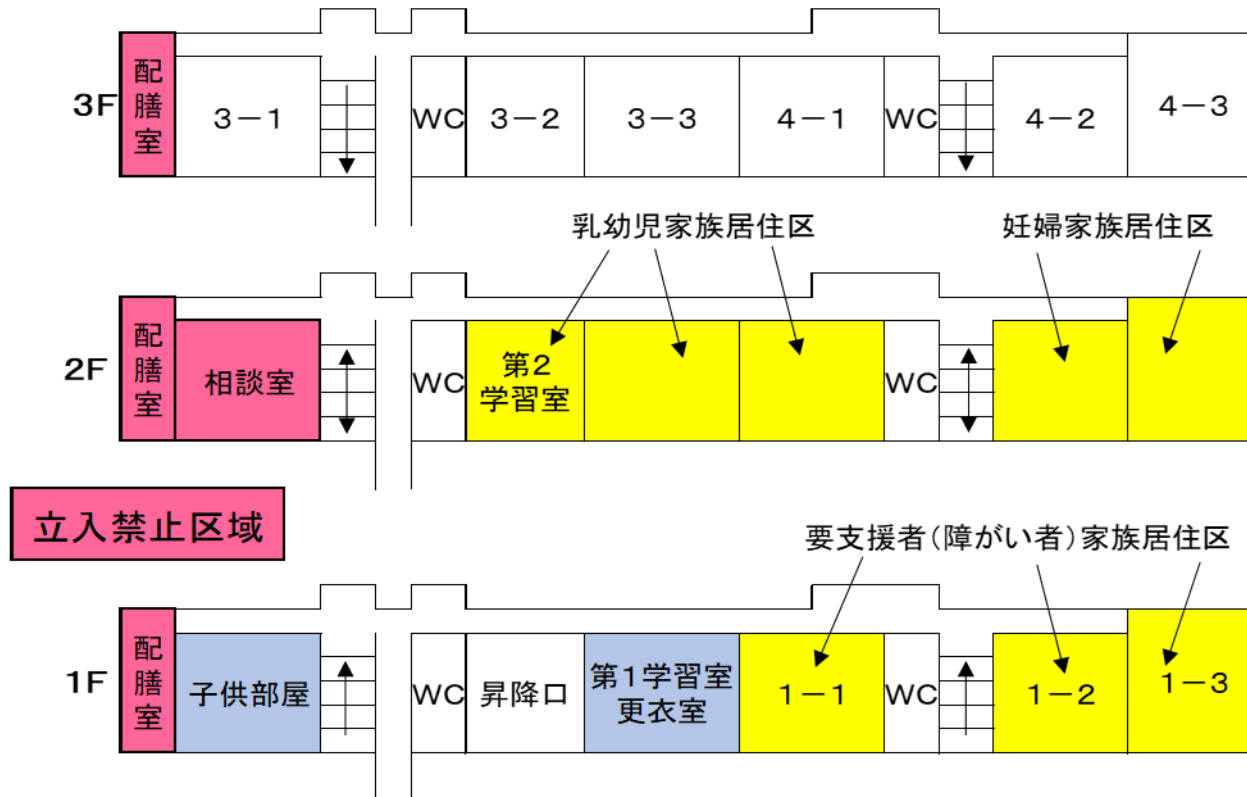 3F
配膳室
3－1
WC
3－2
3－3
4－1
WC
4－2
4－3
乳幼児家族居住区
妊婦家族居住区
2F
配膳室
相談室
WC
第2
学習室
WC
立入禁止区域
要支援者（障がい者）家族居住区
1F
配膳室
子供部屋
WC
昇降口
第1学習室
更衣室
1－1
WC
1－2
1－3